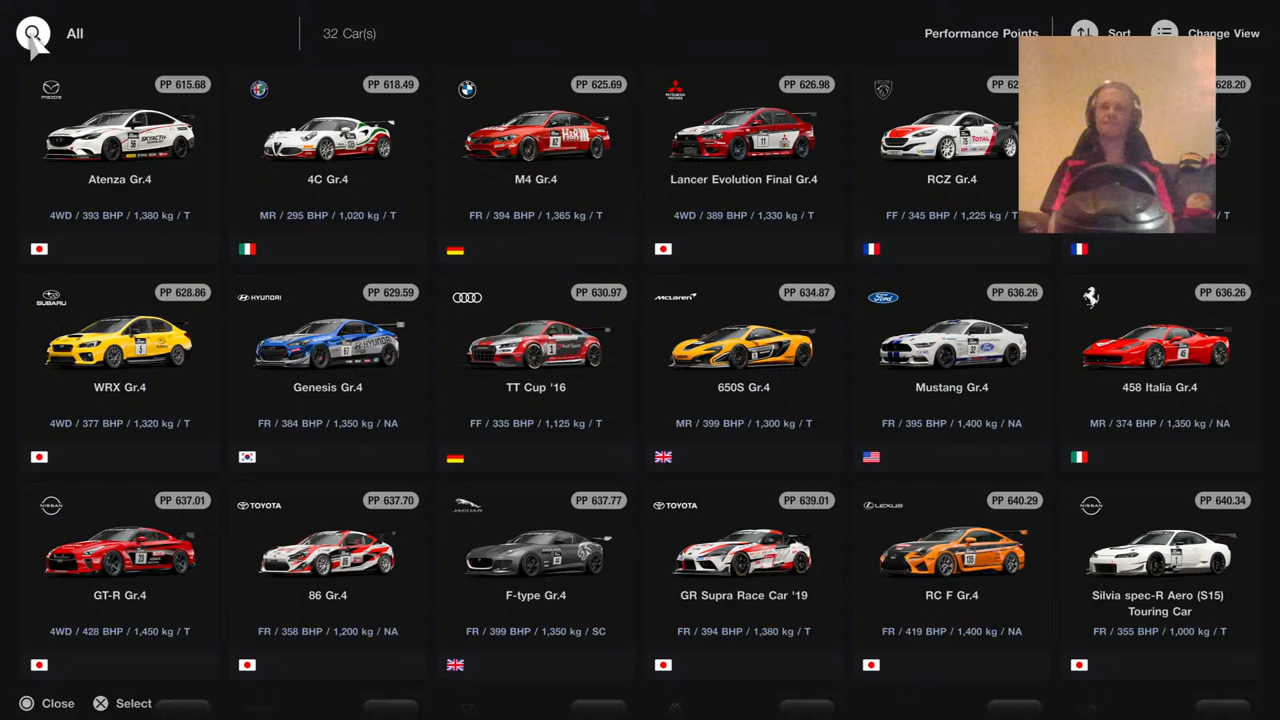 All
32 Car(s)
Performance Points
Sort
Change View
MAZDA
PP 615.68
Atenza Gr.4
4WD / 393 BHP / 1,380 kg / T
PP 618.49
4C Gr.4
MR / 295 BHP / 1,020 kg / T
PP 625.69
M4 Gr.4
FR / 394 BHP / 1,365 kg / T
MITSUBISHI MOTORS
PP 626.98
Lancer Evolution Final Gr.4
4WD / 389 BHP / 1,330 kg / T
PP 62
RCZ Gr.4
FF / 345 BHP / 1,225 kg / T
628.20
/ T
SUBARU
PP 628.86
WRX Gr.4
4WD / 377 BHP / 1,320 kg / T
HYUNDAI
PP 629.59
Genesis Gr.4
FR / 384 BHP / 1,350 kg / NA
PP 630.97
TT Cup '16
FF / 335 BHP / 1,125 kg / T
McLaren
PP 634.87
650S Gr.4
MR / 399 BHP / 1,300 kg / T
Ford
PP 636.26
Mustang Gr.4
FR / 395 BHP / 1,400 kg / NA
PP 636.26
458 Italia Gr.4
MR / 374 BHP / 1,350 kg / NA
NISSAN
PP 637.01
GT-R Gr.4
4WD / 428 BHP / 1,450 kg / T
TOYOTA
PP 637.70
86 Gr.4
FR / 358 BHP / 1,200 kg / NA
JAGUAR
PP 637.77
F-type Gr.4
FR / 399 BHP / 1,350 kg / SC
TOYOTA
PP 639.01
GR Supra Race Car '19
FR / 394 BHP / 1,380 kg / T
LEXUS
PP 640.29
RC F Gr.4
FR / 419 BHP / 1,400 kg / NA
NISSAN
PP 640.34
Silvia spec-R Aero (S15)
Touring Car
FR / 355 BHP / 1,000 kg / T
Close
Select